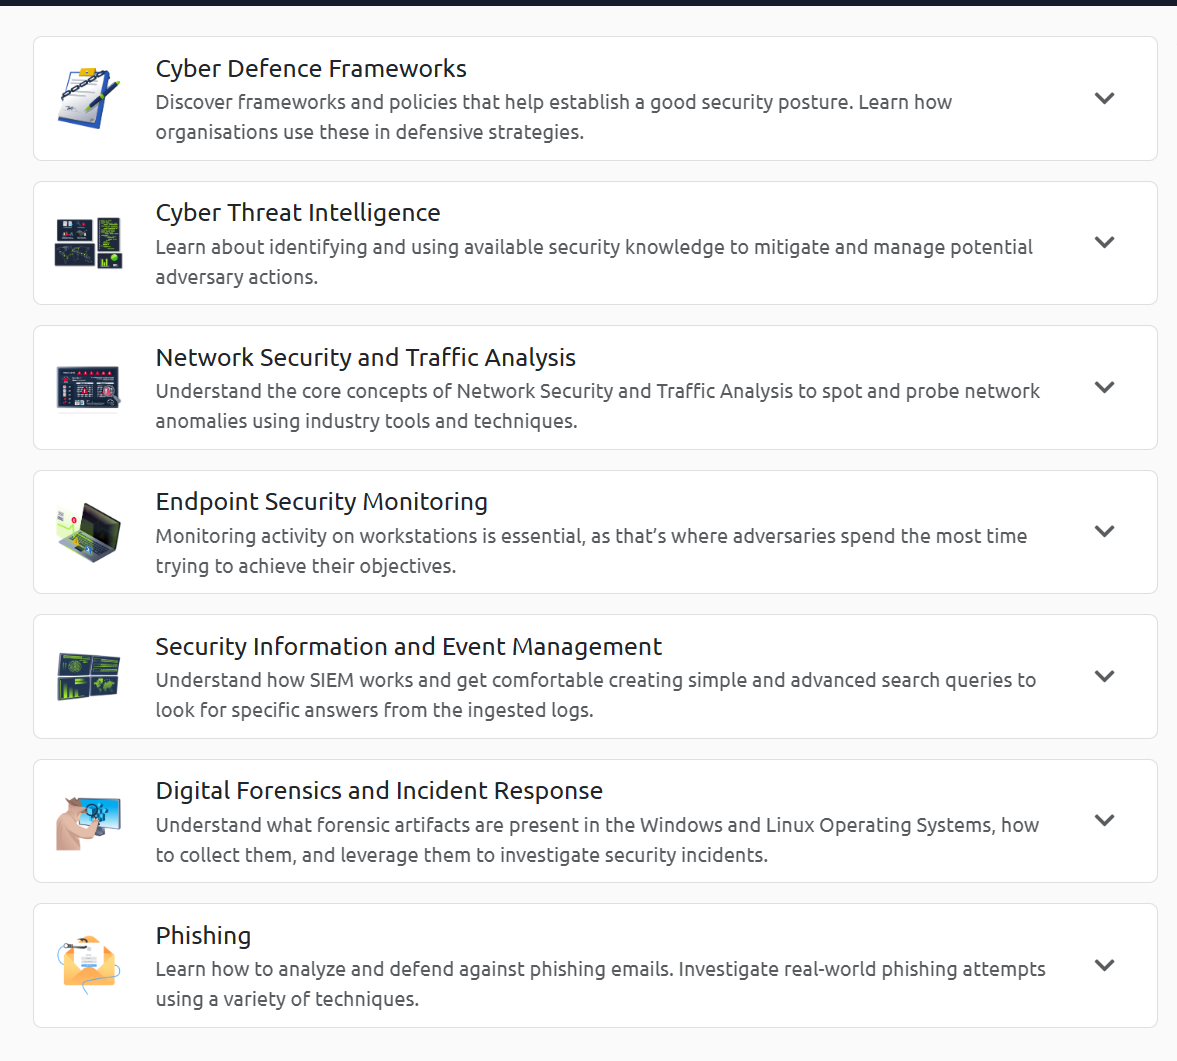 Cyber Defence Frameworks
Discover frameworks and policies that help establish a good security posture. Learn how
organisations use these in defensive strategies.
Cyber Threat Intelligence
Learn about identifying and using available security knowledge to mitigate and manage potential
adversary actions.
Network Security and Traffic Analysis
Understand the core concepts of Network Security and Traffic Analysis to spot and probe network
anomalies using industry tools and techniques.
Endpoint Security Monitoring
Monitoring activity on workstations is essential, as that’s where adversaries spend the most time
trying to achieve their objectives.
Security Information and Event Management
Understand how SIEM works and get comfortable creating simple and advanced search queries to
look for specific answers from the ingested logs.
Digital Forensics and Incident Response
Understand what forensic artifacts are present in the Windows and Linux Operating Systems, how
to collect them, and leverage them to investigate security incidents.
Phishing
Learn how to analyze and defend against phishing emails. Investigate real-world phishing attempts
using a variety of techniques.